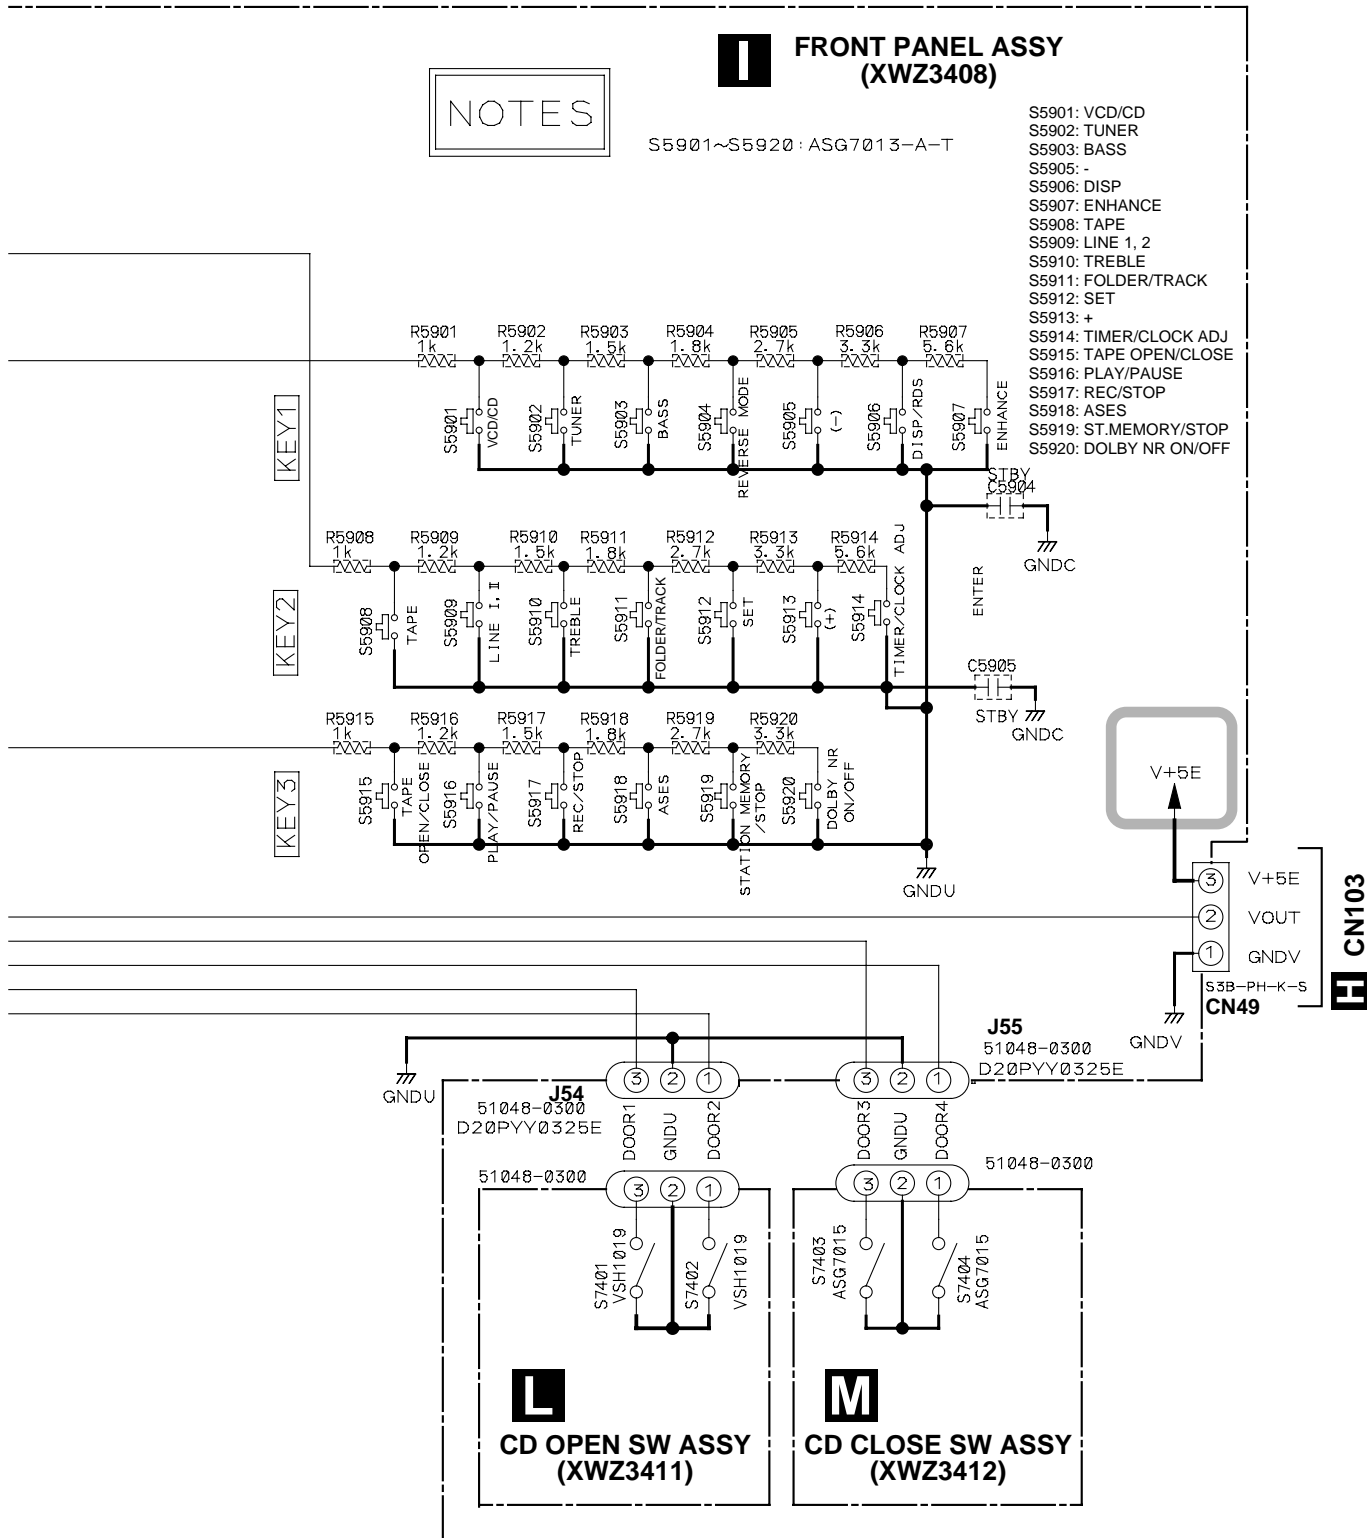 I
FRONT PANEL ASSY
(XWZ3408)
NOTES
S5901~S5920:ASG7013-A-T
S5901: VCD/CD
S5902: TUNER
S5903: BASS
S5905: -
S5906: DISP
S5907: ENHANCE
S5908: TAPE
S5909: LINE 1, 2
S5910: TREBLE
S5911: FOLDER/TRACK
S5912: SET
S5913: +
S5914: TIMER/CLOCK ADJ
S5915: TAPE OPEN/CLOSE
S5916: PLAY/PAUSE
S5917: REC/STOP
S5918: ASES
S5919: ST.MEMORY/STOP
S5920: DOLBY NR ON/OFF
R5901 R5902 R5903 R5904 R5905 R5906 R5907
1k 1.2k 1.5k 1.8k 2.7k 3.3k 5.6k
KEY1
S5901 VCD/CD
S5902 TUNER
S5903 BASS
S5904 REVERSE MODE
S5905 (-)
S5906 DISP/RDS
S5907 ENHANCE
STBY
C5904
GNDC
R5908 R5909 R5910 R5911 R5912 R5913 R5914
1k 1.2k 1.5k 1.8k 2.7k 3.3k 5.6k
KEY2
S5908 TAPE
S5909 LINE I, II
S5910 TREBLE
S5911 FOLDER/TRACK
S5912 SET
S5913 (+)
S5914 TIMER/CLOCK ADJ
ENTER
C5905
STBY
GNDC
R5915 R5916 R5917 R5918 R5919 R5920
1k 1.2k 1.5k 1.8k 2.7k 3.3k
KEY3
S5915 TAPE
OPEN/CLOSE
S5916 PLAY/PAUSE
S5917 REC/STOP
S5918 ASES
S5919 STATION MEMORY
/STOP
S5920 DOLBY NR
ON/OFF
GNDU
V+5E
3 V+5E
2 VOUT
1 GNDV
S3B-PH-K-S
CN49
H CN103
GNDV
GNDU
J54
51048-0300
D20PYY0325E
3 2 1
DOOR1 GNDU DOOR2
J55
51048-0300
D20PYY0325E
3 2 1
DOOR3 GNDU DOOR4
51048-0300
3 2 1
S7401
VSH1019
S7402
VSH1019
51048-0300
3 2 1
S7403
ASG7015
S7404
ASG7015
L
CD OPEN SW ASSY
(XWZ3411)
M
CD CLOSE SW ASSY
(XWZ3412)